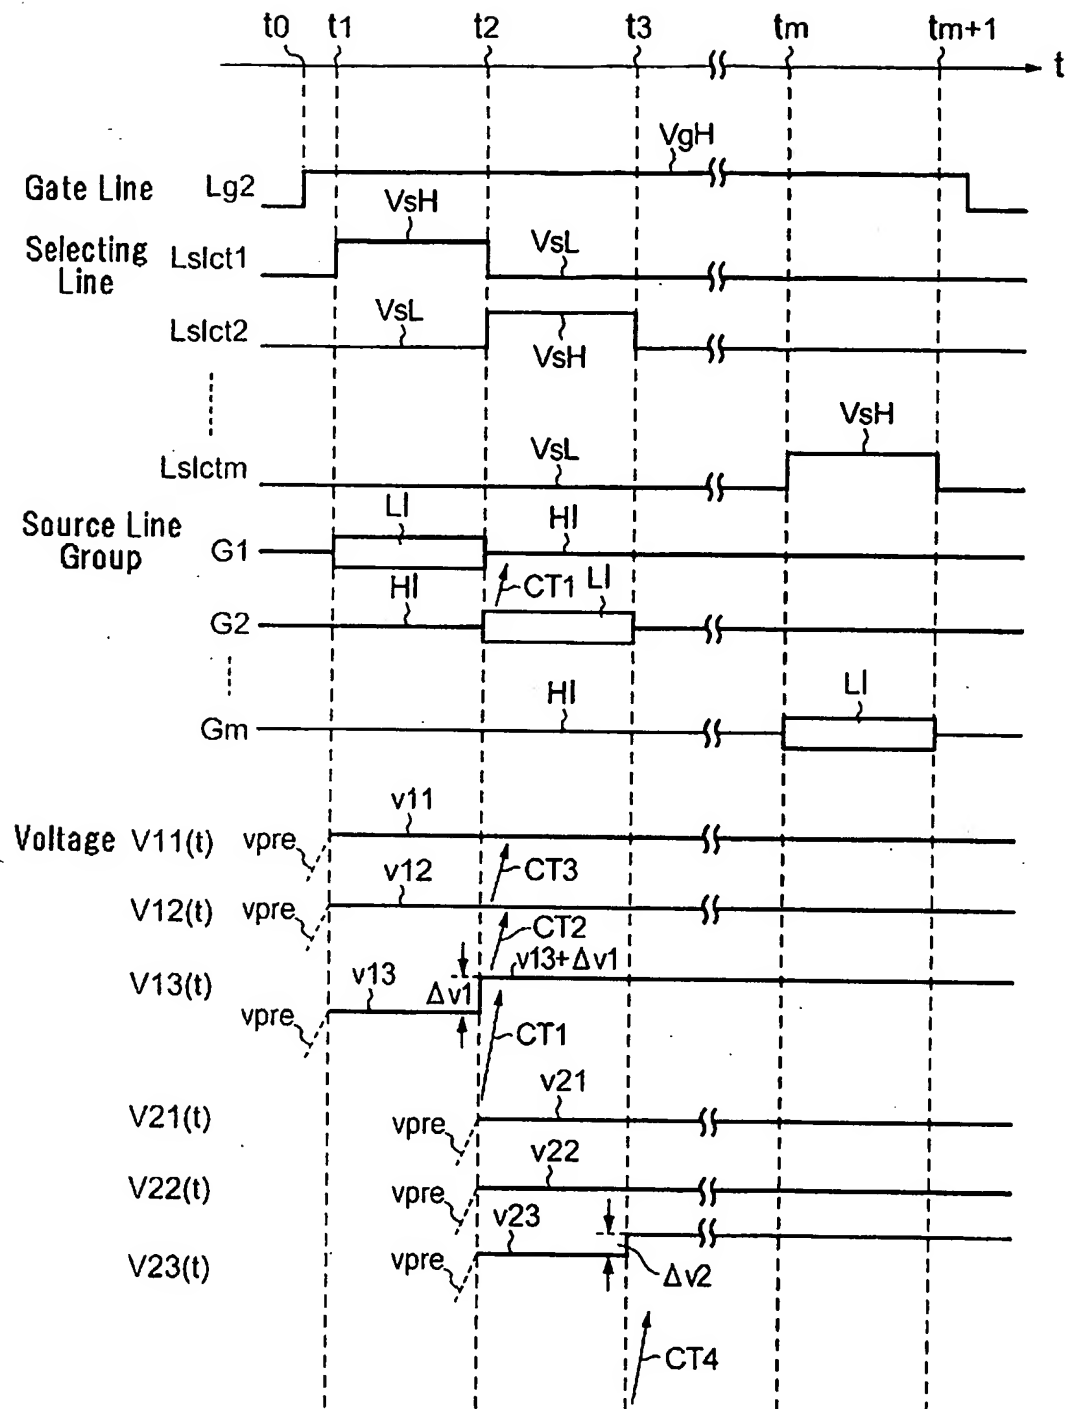 t0 t1 t2 t3 tm tm+1
t
VgH
Gate Line Lg2
VsH
Selecting Line Lslct1 VsL
VsL
Lslct2 VsH
VsH
Lslctm VsL
Source Line Group G1 LI HI
CT1
G2 HI LI
HI LI
Gm
v11
Voltage V11(t) vpre
CT3
v12
V12(t) vpre
CT2
v13+Δv1
V13(t) v13 Δv1
vpre
CT1
v21
V21(t) vpre
v22
V22(t) vpre
v23
V23(t) vpre
Δv2
CT4